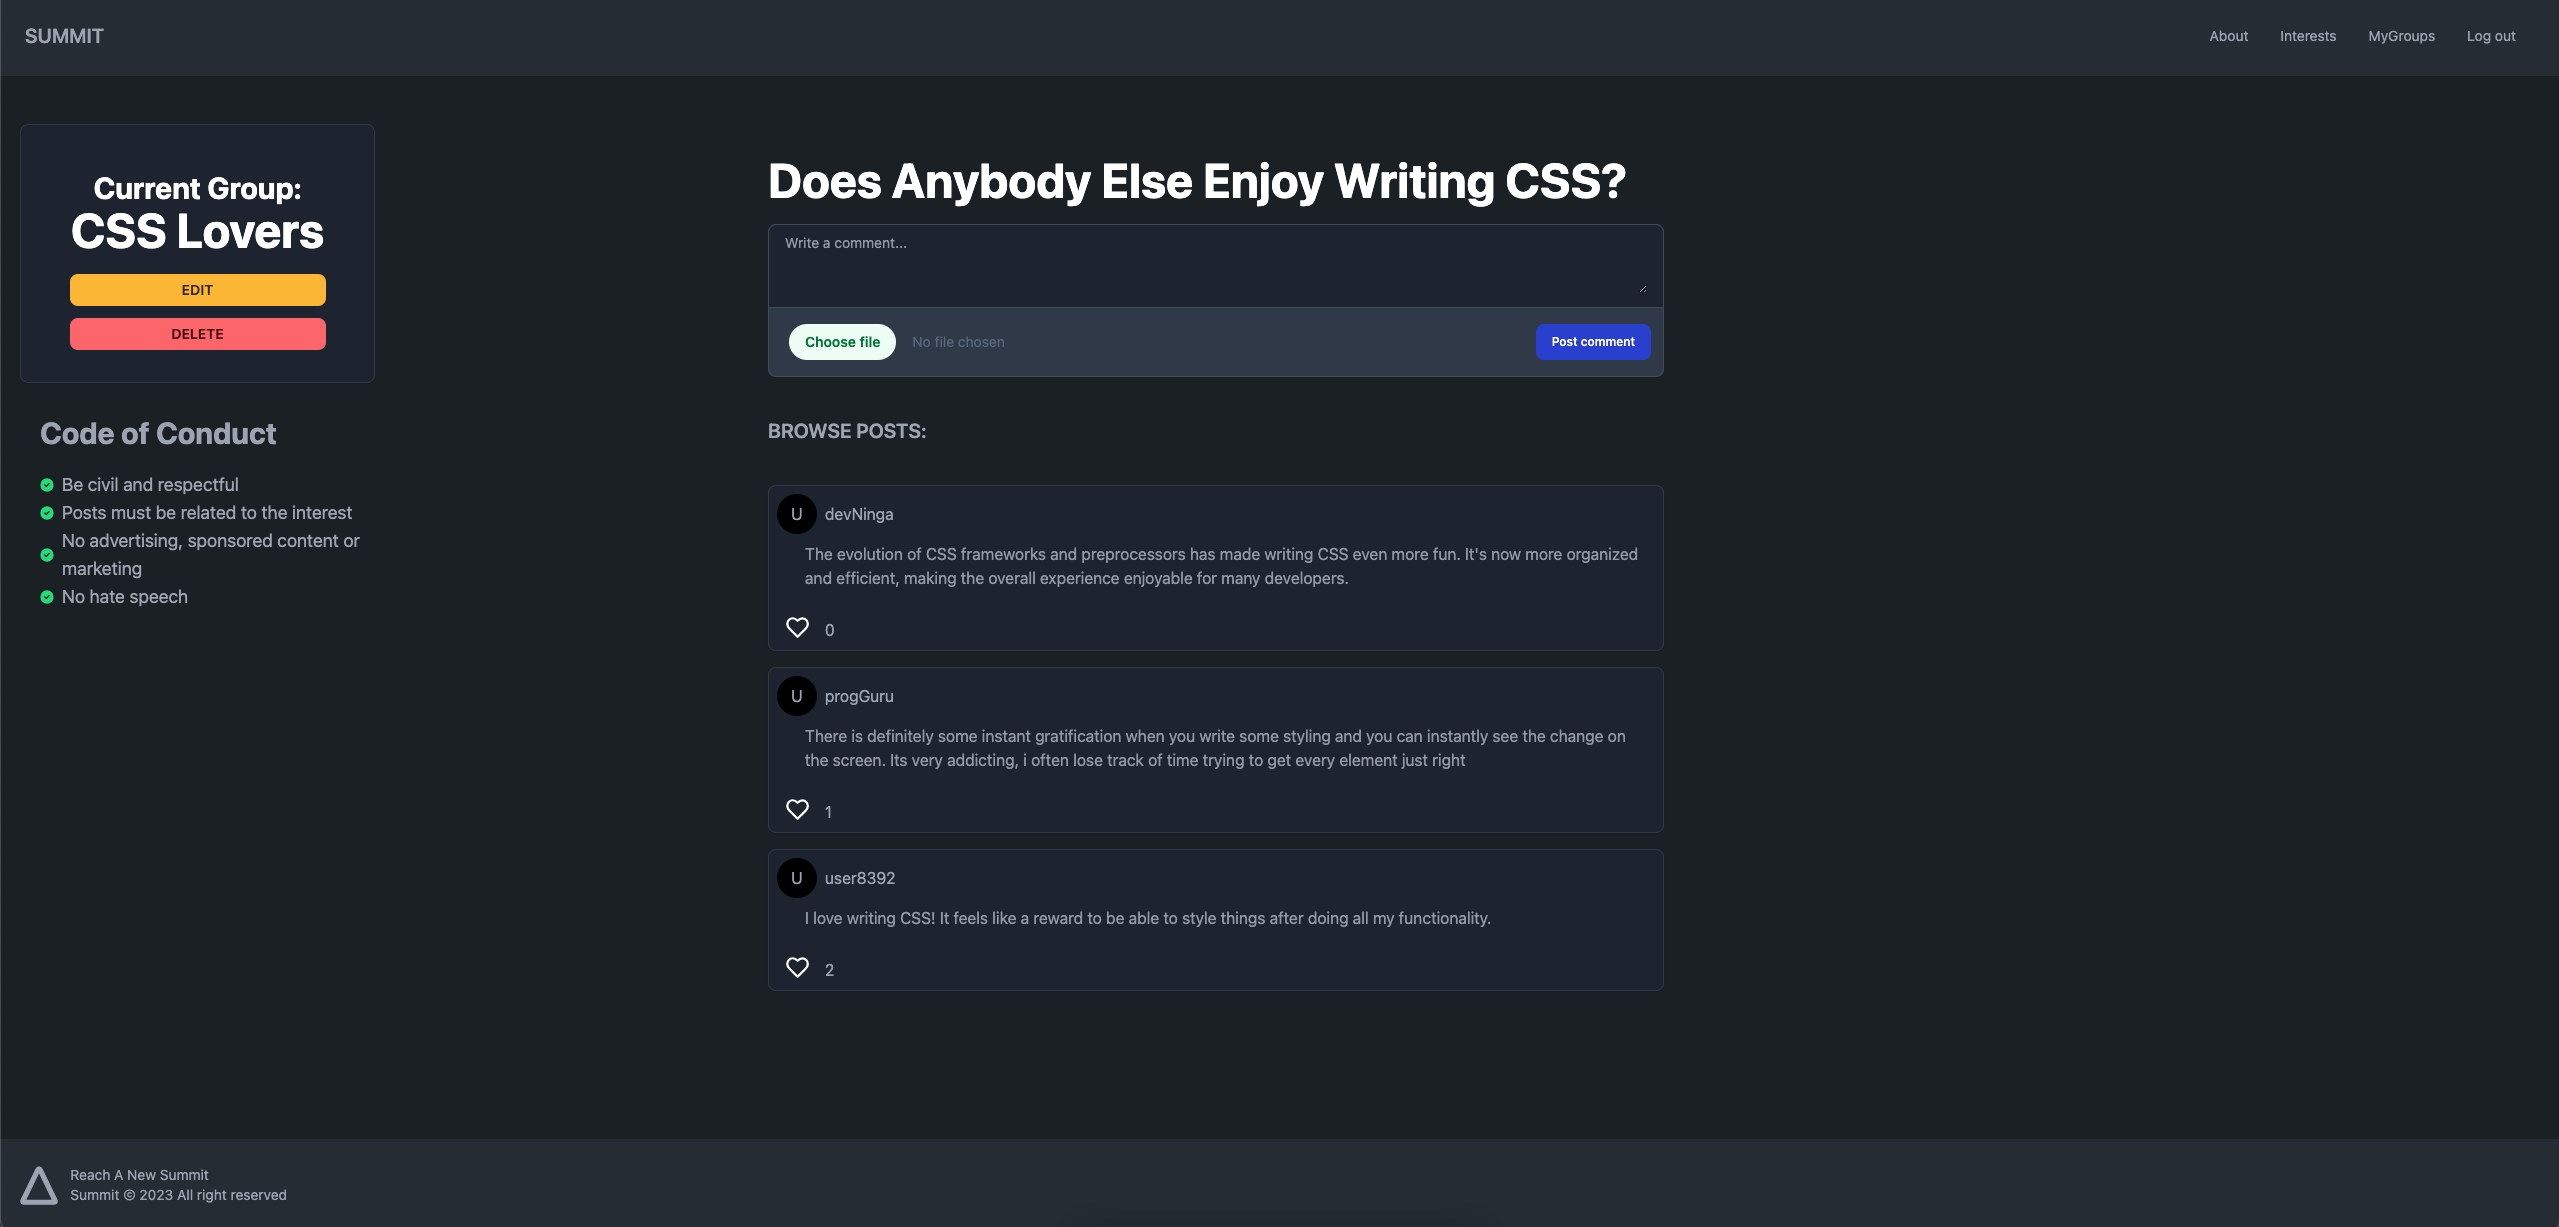 SUMMIT
About
Interests
MyGroups
Log out
Current Group:
CSS Lovers
EDIT
DELETE
Code of Conduct
Be civil and respectful
Posts must be related to the interest
No advertising, sponsored content or
marketing
No hate speech
Does Anybody Else Enjoy Writing CSS?
Write a comment...
Choose file
No file chosen
Post comment
BROWSE POSTS:
U
devNinga
The evolution of CSS frameworks and preprocessors has made writing CSS even more fun. It's now more organized
and efficient, making the overall experience enjoyable for many developers.
0
U
progGuru
There is definitely some instant gratification when you write some styling and you can instantly see the change on
the screen. Its very addicting, i often lose track of time trying to get every element just right
1
U
user8392
I love writing CSS! It feels like a reward to be able to style things after doing all my functionality.
2
Reach A New Summit
Summit © 2023 All right reserved